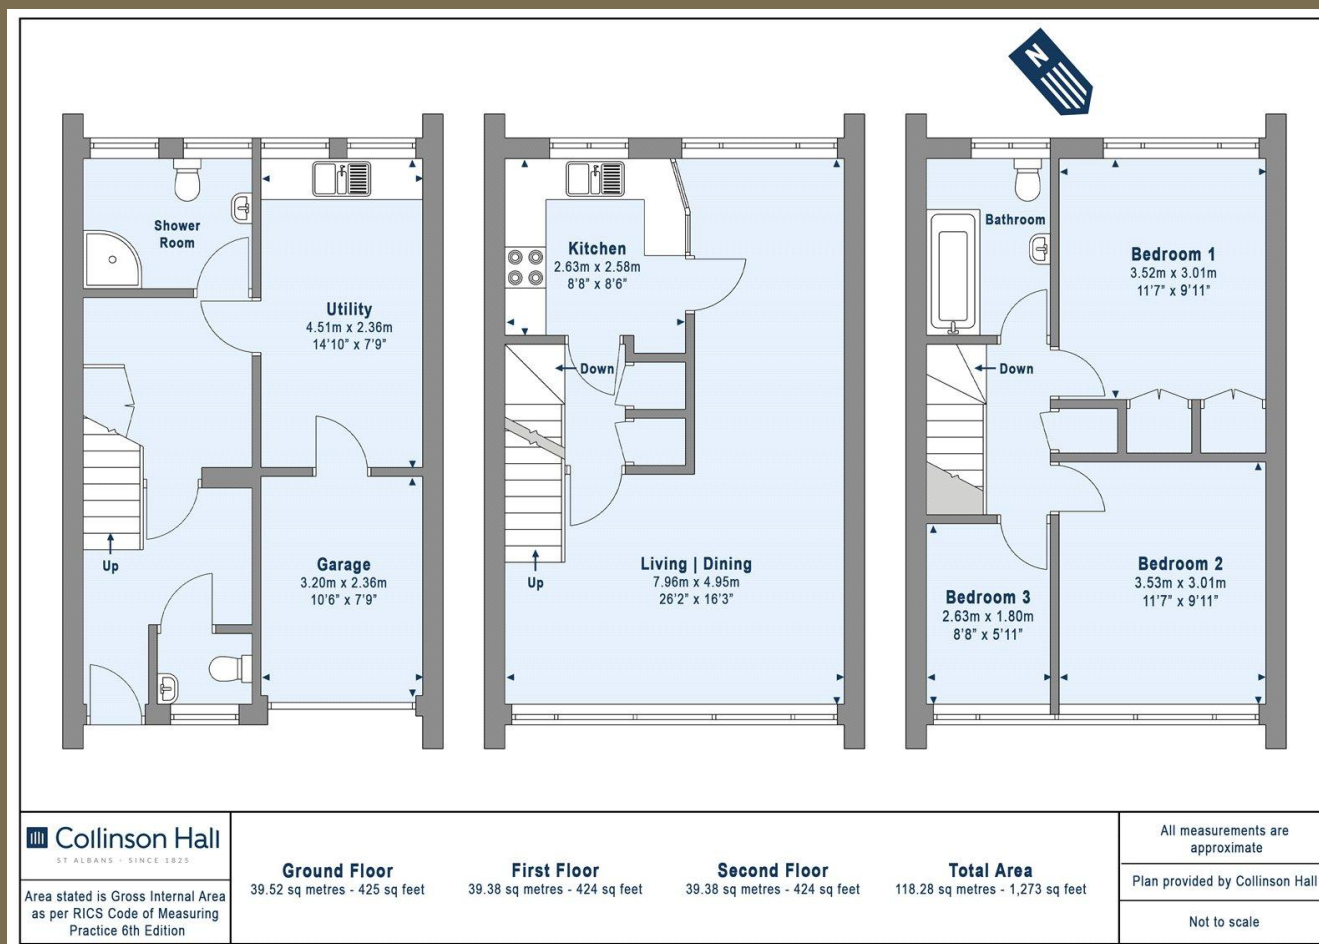 N
Shower
Room
Utility
4.51m x 2.36m
14'10" x 7'9"
Up
Garage
3.20m x 2.36m
10'6" x 7'9"
Kitchen
2.63m x 2.58m
8'8" x 8'6"
Down
Living | Dining
7.96m x 4.95m
26'2" x 16'3"
Up
Bathroom
Bedroom 1
3.52m x 3.01m
11'7" x 9'11"
Down
Bedroom 2
3.53m x 3.01m
11'7" x 9'11"
Bedroom 3
2.63m x 1.80m
8'8" x 5'11"
Collinson Hall
ST ALBANS · SINCE 1825
Area stated is Gross Internal Area
as per RICS Code of Measuring
Practice 6th Edition
Ground Floor
39.52 sq metres - 425 sq feet
First Floor
39.38 sq metres - 424 sq feet
Second Floor
39.38 sq metres - 424 sq feet
Total Area
118.28 sq metres - 1,273 sq feet
All measurements are
approximate
Plan provided by Collinson Hall
Not to scale